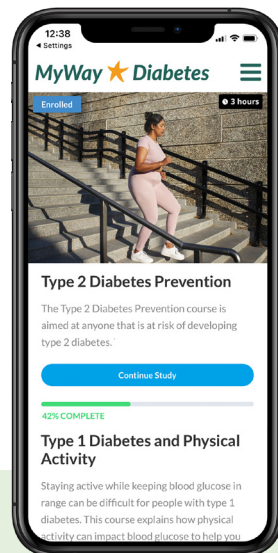 12:38
Settings
MyWay Diabetes
Enrolled
3 hours
Type 2 Diabetes Prevention
The Type 2 Diabetes Prevention course is
aimed at anyone that is at risk of developing
type 2 diabetes.
Continue Study
42% COMPLETE
Type 1 Diabetes and Physical
Activity
Staying active while keeping blood glucose in
range can be difficult for people with type 1
diabetes. This course explains how physical
activity can impact blood glucose to help you